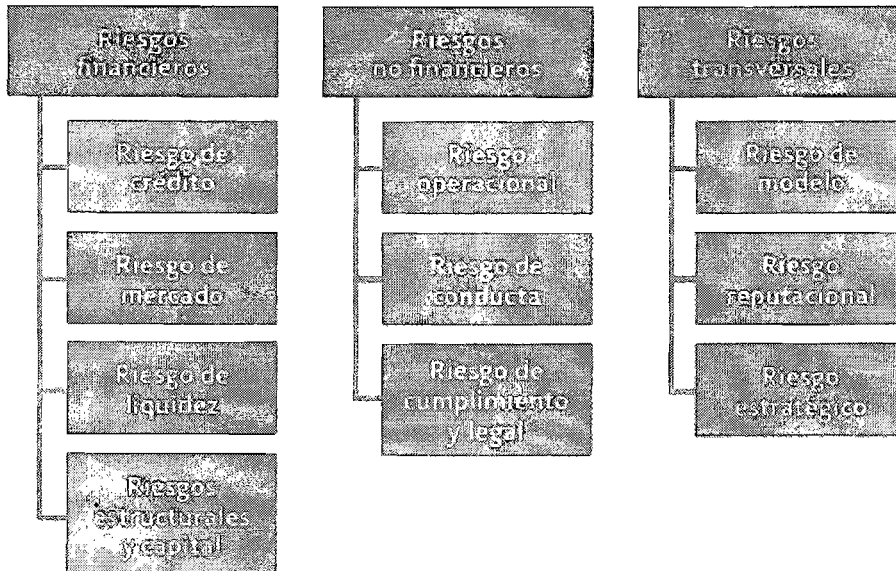 Riesgos
financieros
Riesgo de
crédito
Riesgo de
mercado
Riesgo de
liquidez
Riesgos
estructurales
y capital
Riesgos
no financieros
Riesgo
operacional
Riesgo de
conducta
Riesgo de
cumplimiento
y legal
Riesgos
transversales
Riesgo de
modelo
Riesgo
reputacional
Riesgo
estratégico